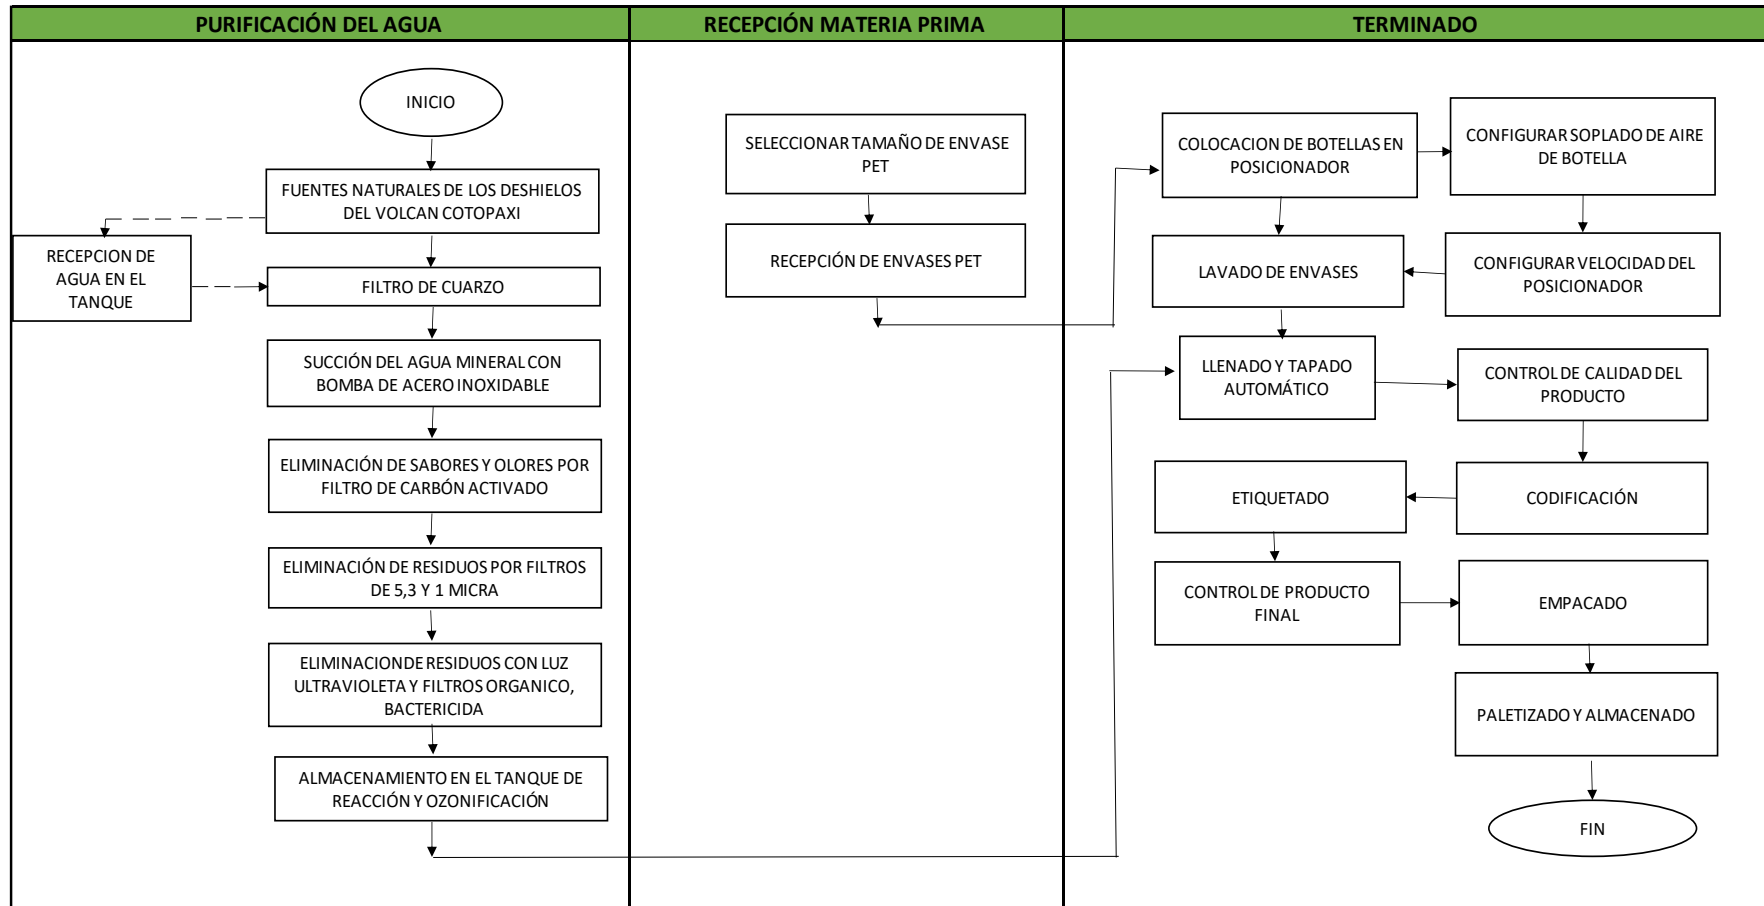 PURIFICACIÓN DEL AGUA
RECEPCIÓN MATERIA PRIMA
TERMINADO
INICIO
FUENTES NATURALES DE LOS DESHIELOS
DEL VOLCAN COTOPAXI
RECEPCION DE
AGUA EN EL
TANQUE
FILTRO DE CUARZO
SUCCIÓN DEL AGUA MINERAL CON
BOMBA DE ACERO INOXIDABLE
ELIMINACIÓN DE SABORES Y OLORES POR
FILTRO DE CARBÓN ACTIVADO
ELIMINACIÓN DE RESIDUOS POR FILTROS
DE 5,3 Y 1 MICRA
ELIMINACION DE RESIDUOS CON LUZ
ULTRAVIOLETA Y FILTROS ORGANICO,
BACTERICIDA
ALMACENAMIENTO EN EL TANQUE DE
REACCIÓN Y OZONIFICACIÓN
SELECCIONAR TAMAÑO DE ENVASE
PET
RECEPCIÓN DE ENVASES PET
COLOCACION DE BOTELLAS EN
POSICIONADOR
CONFIGURAR SOPLADO DE AIRE
DE BOTELLA
LAVADO DE ENVASES
CONFIGURAR VELOCIDAD DEL
POSICIONADOR
LLENADO Y TAPADO
AUTOMÁTICO
CONTROL DE CALIDAD DEL
PRODUCTO
ETIQUETADO
CODIFICACIÓN
CONTROL DE PRODUCTO
FINAL
EMPACADO
PALETIZADO Y ALMACENADO
FIN